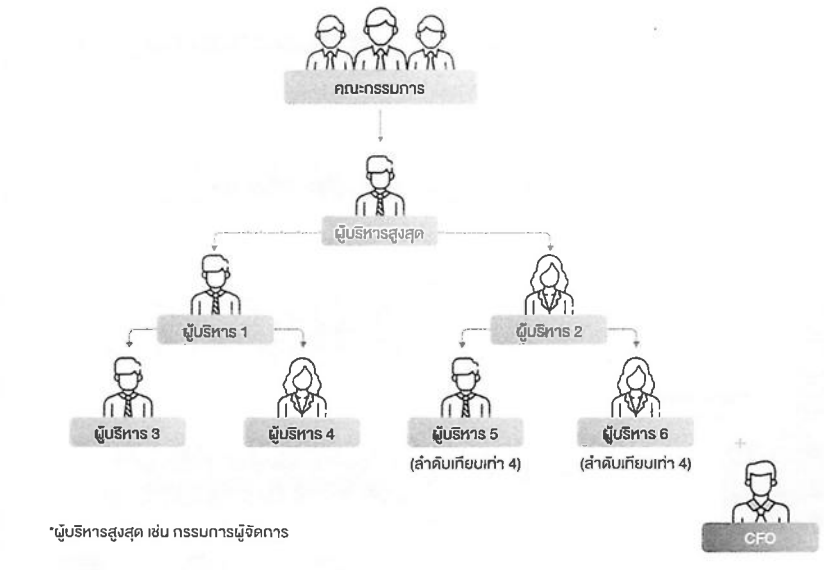 คณะกรรมการ
ผู้บริหารสูงสุด
ผู้บริหาร 1
ผู้บริหาร 2
ผู้บริหาร 3
ผู้บริหาร 4
ผู้บริหาร 5
ผู้บริหาร 6
(ลำดับเทียบเท่า 4)
(ลำดับเทียบเท่า 4)
CFO
*ผู้บริหารสูงสุด เช่น กรรมการผู้จัดการ